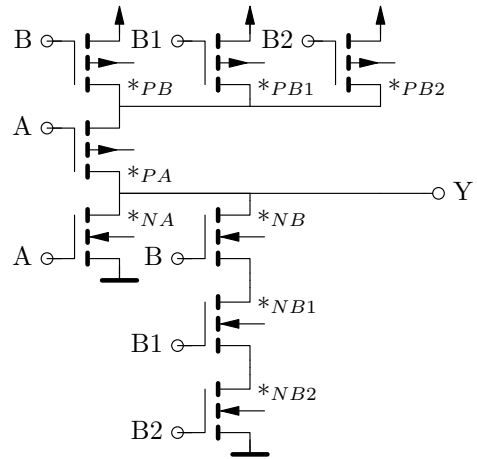 B B1 B2
*PB *PB1 *PB2
A
*PA
Y
*NA *NB
A B
*NB1
B1
*NB2
B2